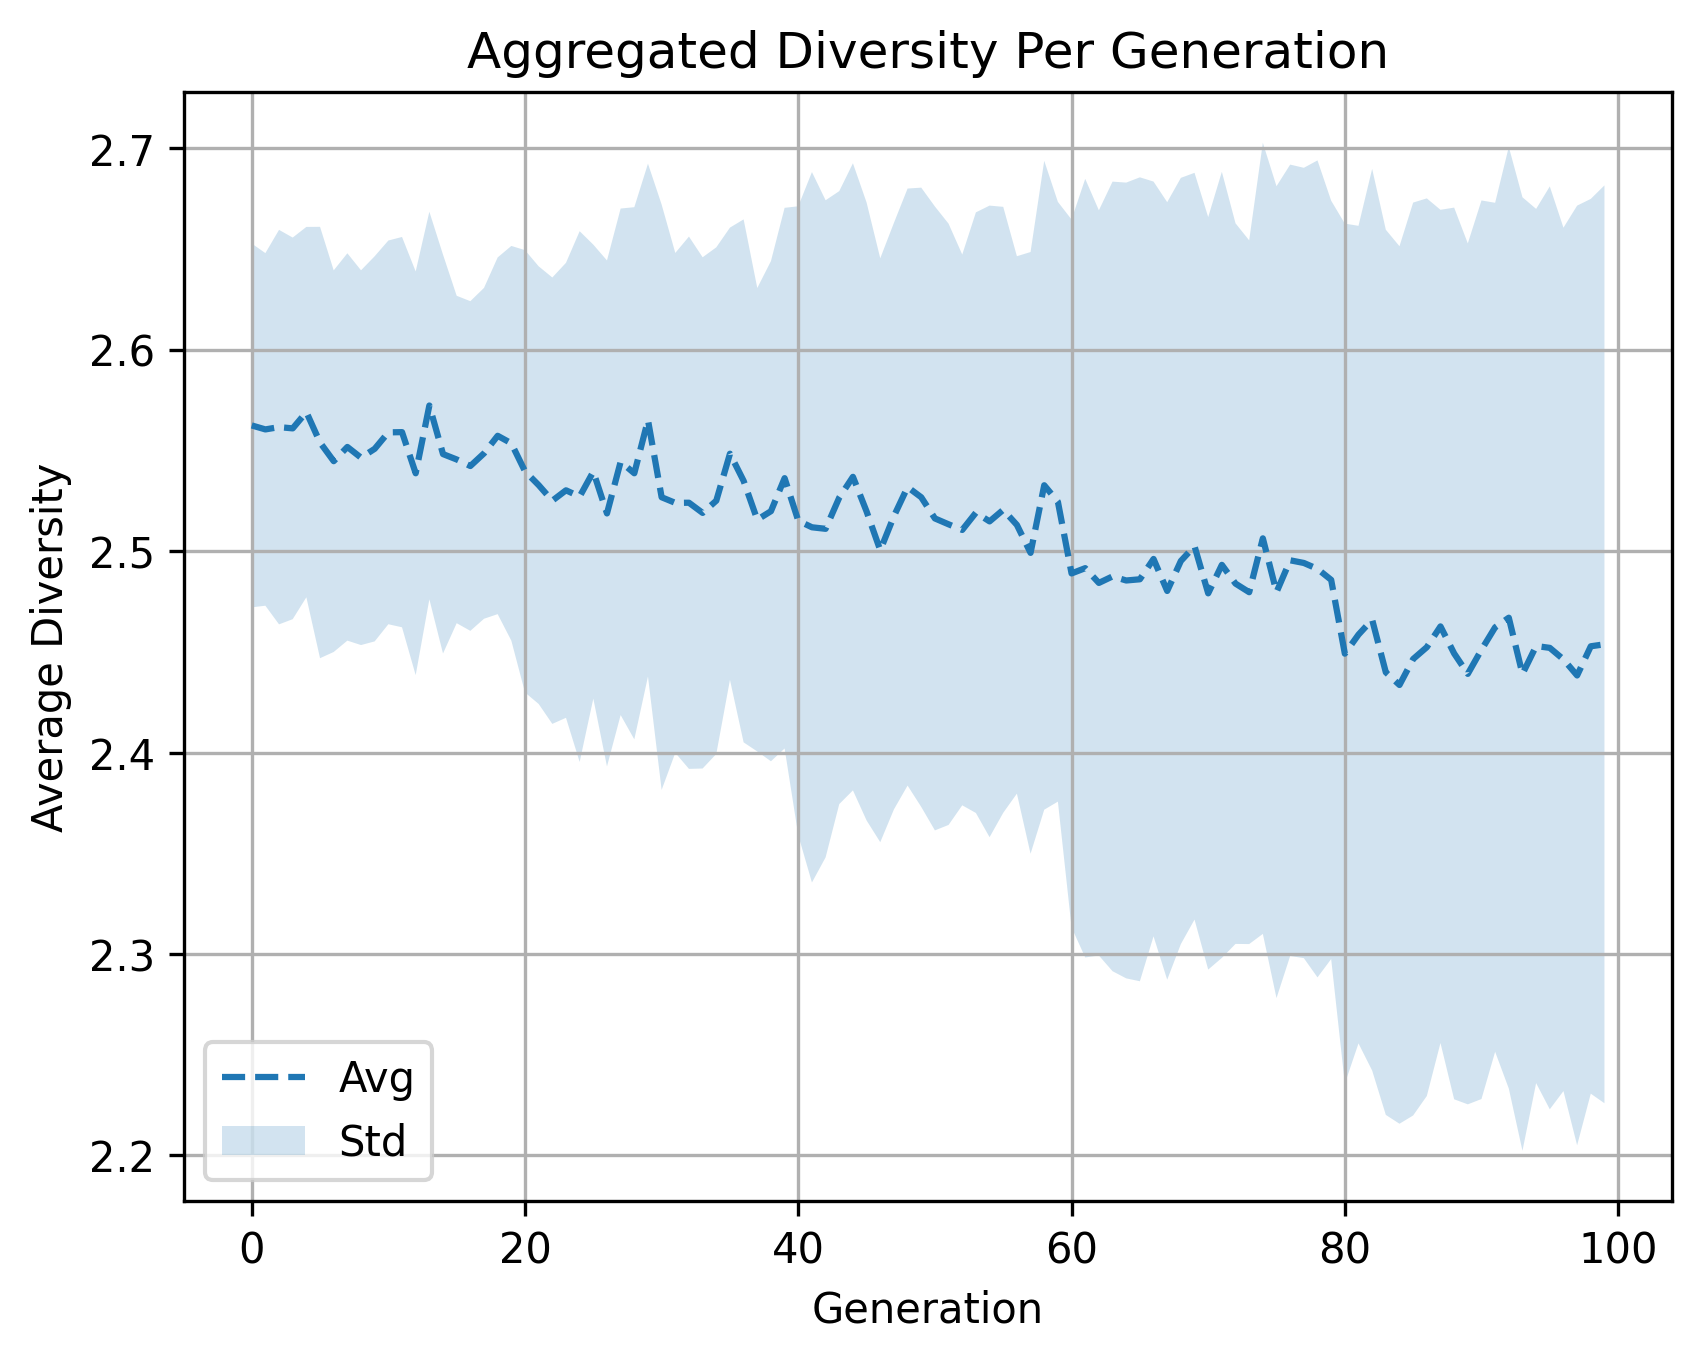 Aggregated Diversity Per Generation
Average Diversity
2.7
2.6
2.5
2.4
2.3
2.2
Avg
Std
0 20 40 60 80 100
Generation